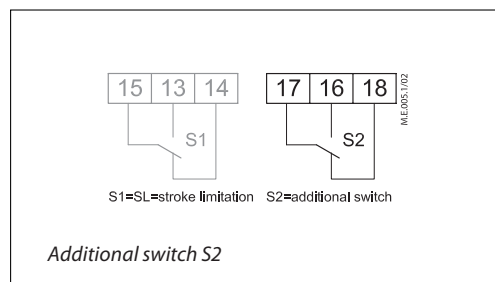 15 13 14 17 16 18
M.E.005.1/02
S1 S2
S1=SL=stroke limitation S2=additional switch
Additional switch S2